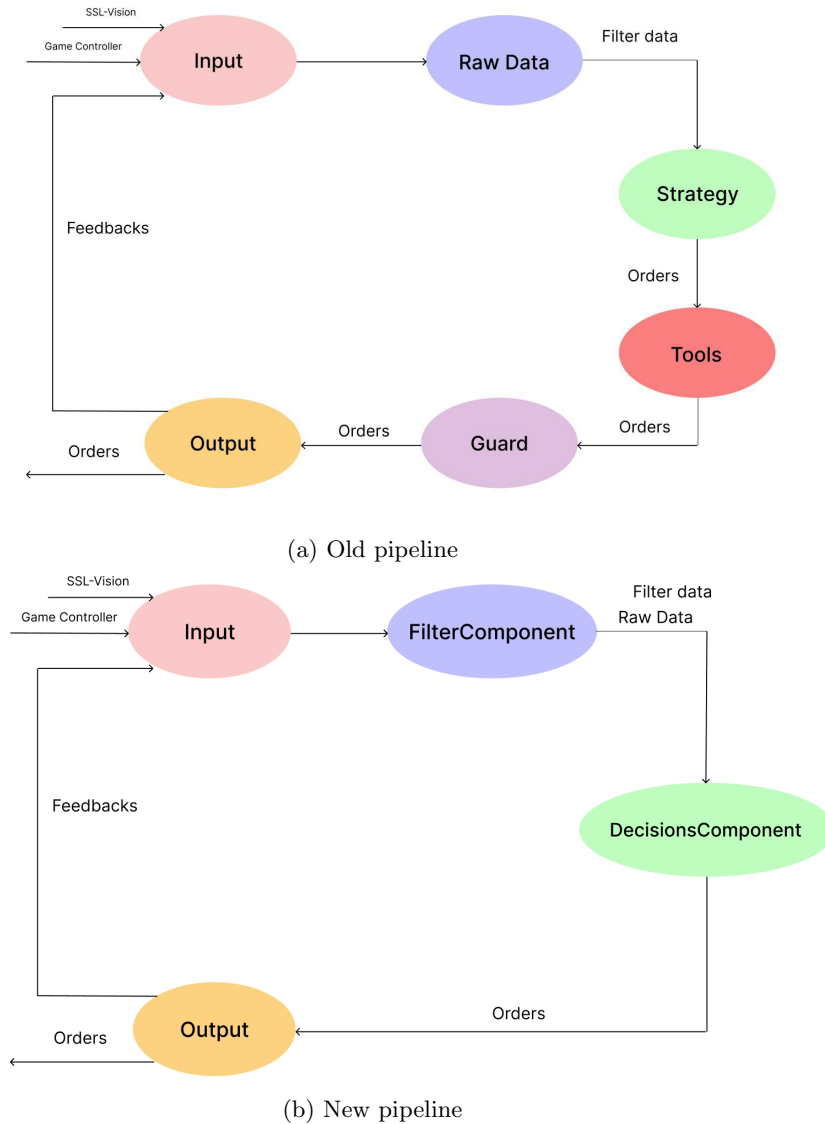 SSL-Vision
Game Controller
Input
Raw Data
Filter data
Strategy
Feedbacks
Orders
Tools
Orders
Orders
Guard
Output
Orders
(a) Old pipeline
SSL-Vision
Game Controller
Input
FilterComponent
Filter data
Raw Data
Feedbacks
DecisionsComponent
Orders
Output
Orders
(b) New pipeline